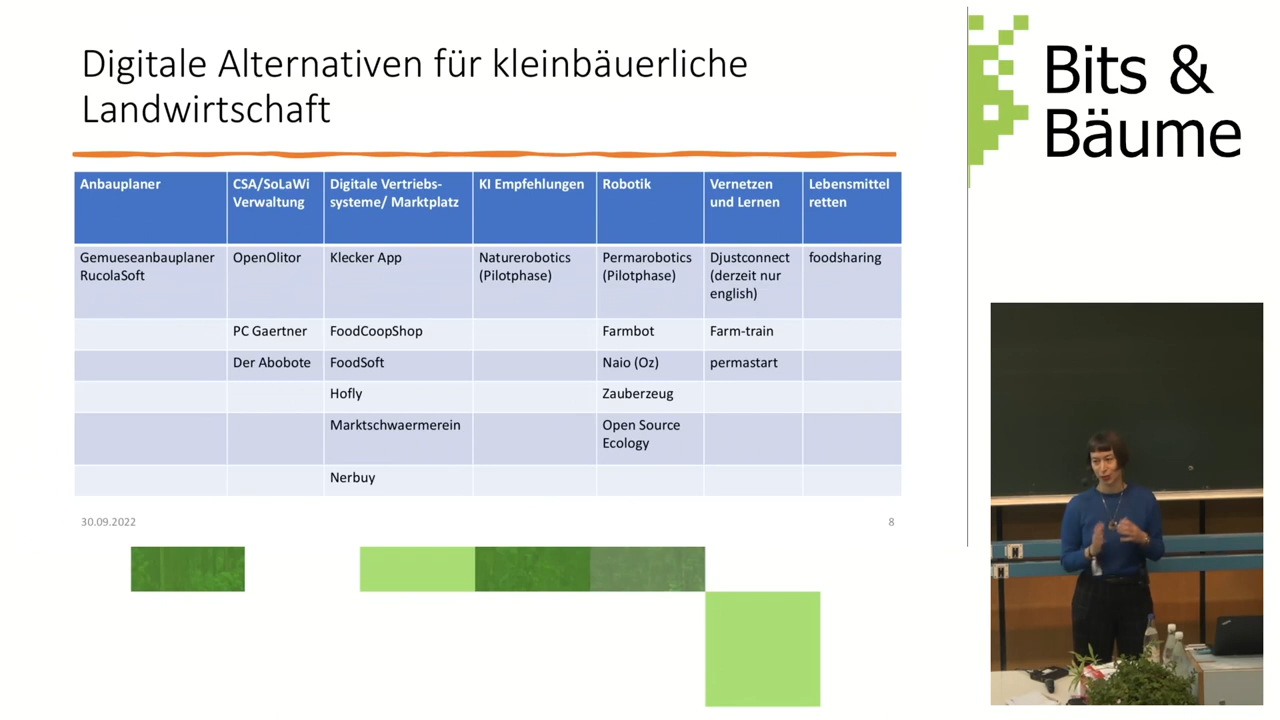 Digitale Alternativen für kleinbäuerliche
Landwirtschaft
Bits &
Bäume
Anbauplaner
CSA/SoLaWi
Verwaltung
Digitale Vertriebs-
systeme/ Marktplatz
KI Empfehlungen
Robotik
Vernetzen
und Lernen
Lebensmittel
retten
Gemueseanbauplaner
RucolaSoft
OpenOlitor
Klecker App
Naturerobotics
(Pilotphase)
Permarobotics
(Pilotphase)
Djustconnect
(derzeit nur
english)
foodsharing
PC Gaertner
FoodCoopShop
Farmbot
Farm-train
Der Abobote
FoodSoft
Naio (Oz)
permastart
Hofly
Zauberzeug
Marktschwaermerein
Open Source
Ecology
Nerbuy
30.09.2022
8